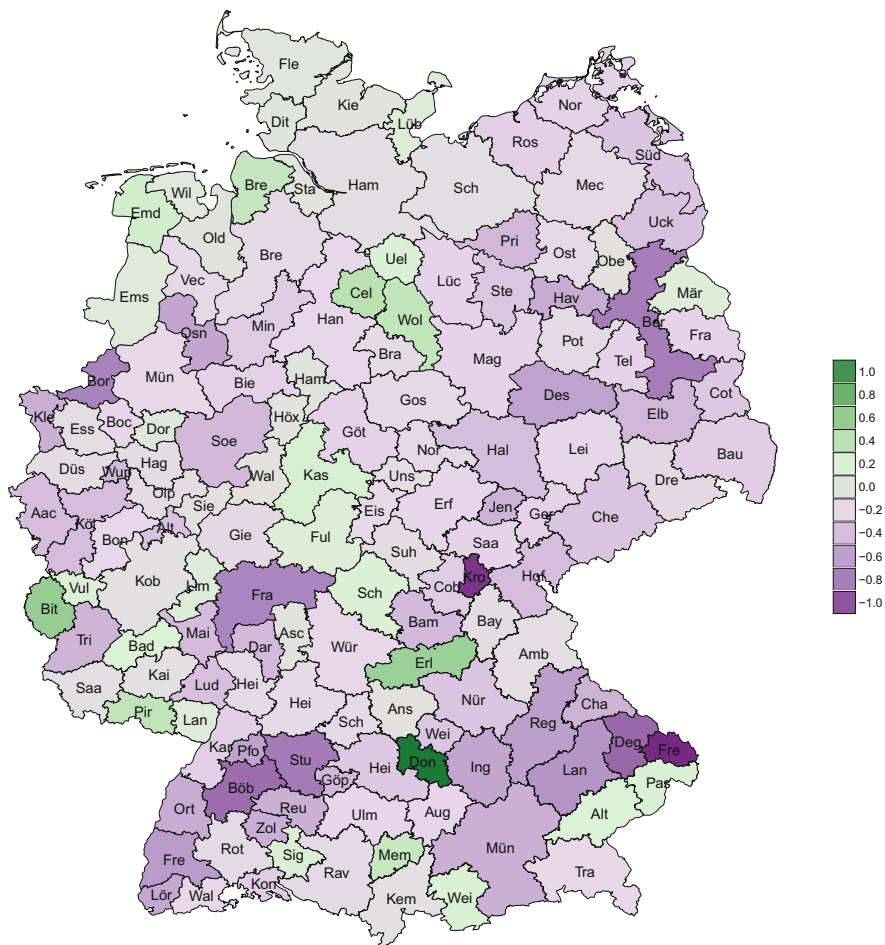 Fle
Kie
Dit
Lüb
Nor
Ros
Süd
Wil
Bre
Sta
Ham
Sch
Mec
Emd
Uck
Old
Pri
Bre
Ost
Obe
Uel
Vec
Lüc
Ste
Hav
Mär
Ems
Cel
Wol
Ber
Osn
Min
Han
Fra
Bra
Pot
Tel
Mag
Bor
Mün
Bie
Ham
Cot
Gos
Des
Elb
Kle
Ess
Boc
Dor
Höx
Soe
Göt
Nor
Hal
Lei
Bau
Düs
Wup
Hag
Wal
Kas
Uns
Dre
Olp
Aac
Sie
Eis
Erf
Jen
Ger
Che
Köl
Alt
Bon
Gie
Ful
Suh
Saa
Kob
Vul
Lim
Cob
Kro
Hof
Bit
Fra
Sch
Tri
Mai
Bam
Bay
Bad
Dar
Asc
Wür
Erl
Amb
Saa
Kai
Lud
Hei
Hei
Nür
Cha
Pir
Lan
Sch
Ans
Reg
Wei
Kar
Pfo
Stu
Hei
Don
Ing
Lan
Deg
Fre
Böb
Göp
Pas
Ort
Reu
Ulm
Aug
Alt
Zol
Fre
Rot
Sig
Mem
Mün
Rav
Tra
Lör
Wal
Kon
Kem
Wei
1.0
0.8
0.6
0.4
0.2
0.0
−0.2
−0.4
−0.6
−0.8
−1.0